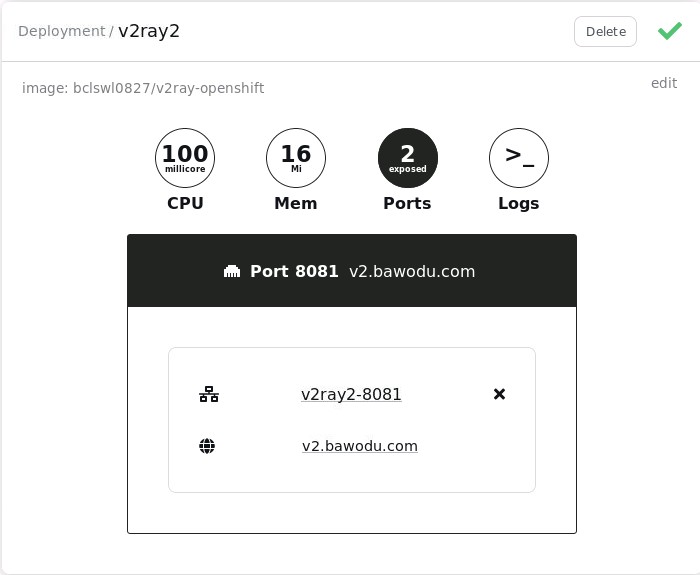 Deployment / v2ray2
Delete
image: bclswl0827/v2ray-openshift
edit
100
millicore
CPU
16
Mi
Mem
2
exposed
Ports
>_
Logs
Port 8081 v2.bawodu.com
v2ray2-8081
v2.bawodu.com